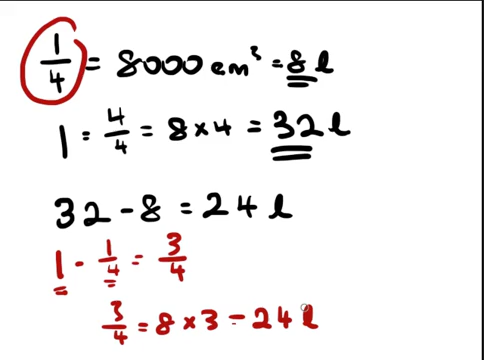 1/4 = 8000 cm³ = 8 l
1 = 4/4 = 8 × 4 = 32 l
32 - 8 = 24 l
1 - 1/4 = 3/4
3/4 = 8 × 3 = 24 l